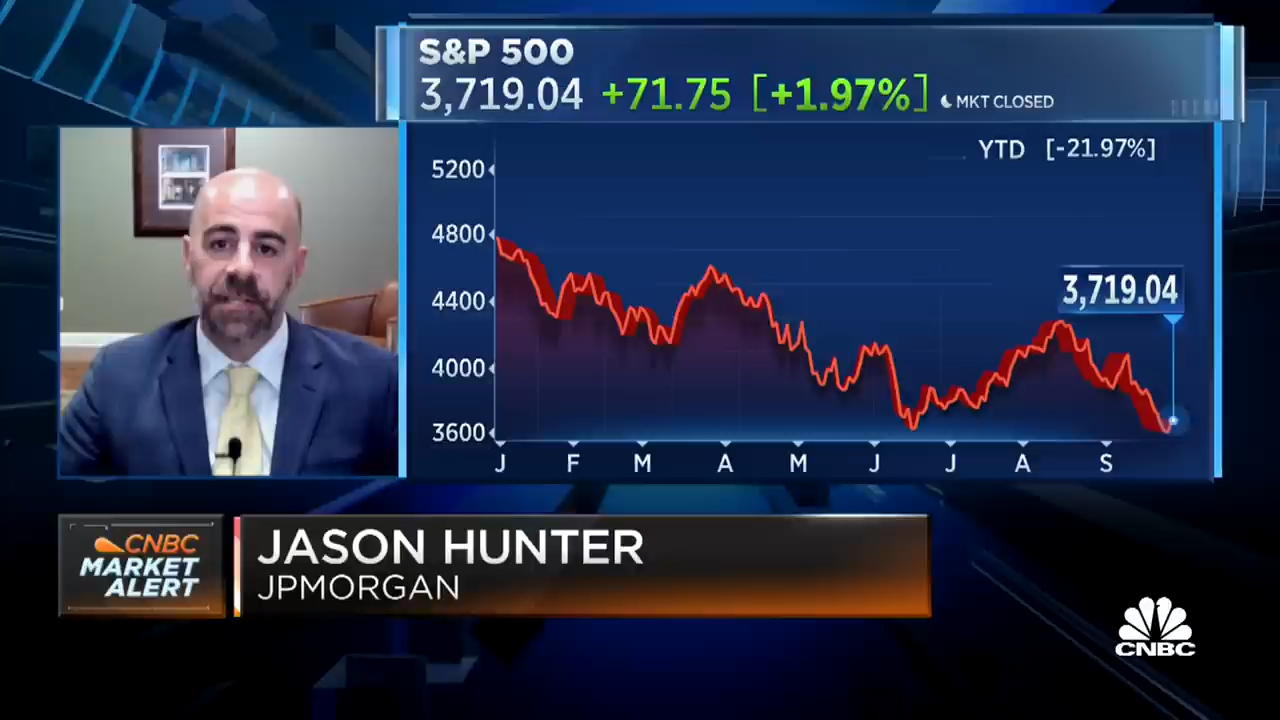 S&P 500
3,719.04 +71.75 [+1.97%] MKT CLOSED
YTD [-21.97%]
5200
4800
4400
4000
3600
3,719.04
J F M A M J J A S
CNBC
MARKET
ALERT
JASON HUNTER
JPMORGAN
CNBC